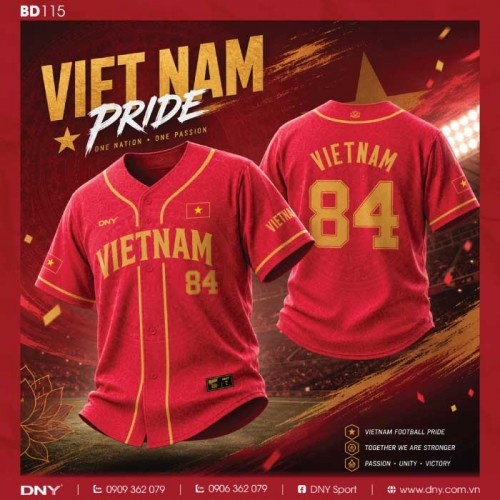 BD115
VIET NAM
PRIDE
ONE NATION • ONE PASSION
DNY
VIETNAM
84
VIETNAM
VIETNAM
84
VIETNAM FOOTBALL PRIDE
TOGETHER WE ARE STRONGER
PASSION • UNITY • VICTORY
DNY
0909 362 079
0906 362 079
DNY Sport
www.dny.com.vn